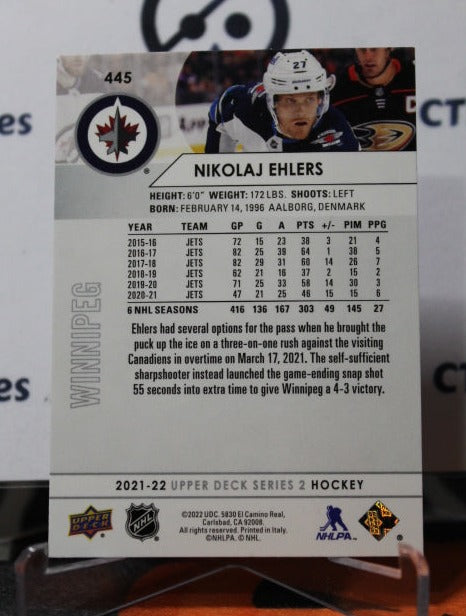 445
27
NIKOLAJ EHLERS
HEIGHT: 6'0" WEIGHT: 172 LBS. SHOOTS: LEFT
BORN: FEBRUARY 14, 1996 AALBORG, DENMARK
YEAR TEAM GP G A PTS +/- PIM PPG
2015-16 JETS 72 15 23 38 3 21 4
2016-17 JETS 82 25 39 64 1 38 5
2017-18 JETS 82 29 31 60 14 26 7
2018-19 JETS 62 21 16 37 2 15 2
2019-20 JETS 71 25 33 58 14 30 3
2020-21 JETS 47 21 25 46 15 15 6
6 NHL SEASONS 416 136 167 303 49 145 27
WINNIPEG
Ehlers had several options for the pass when he brought the
puck up the ice on a three-on-one rush against the visiting
Canadiens in overtime on March 17, 2021. The self-sufficient
sharpshooter instead launched the game-ending snap shot
55 seconds into extra time to give Winnipeg a 4-3 victory.
2021-22 UPPER DECK SERIES 2 HOCKEY
UPPER DECK
NHL
©2022 UDC. 5830 El Camino Real,
Carlsbad, CA 92008.
All rights reserved. Printed in Italy.
©NHLPA. © NHL.
NHLPA